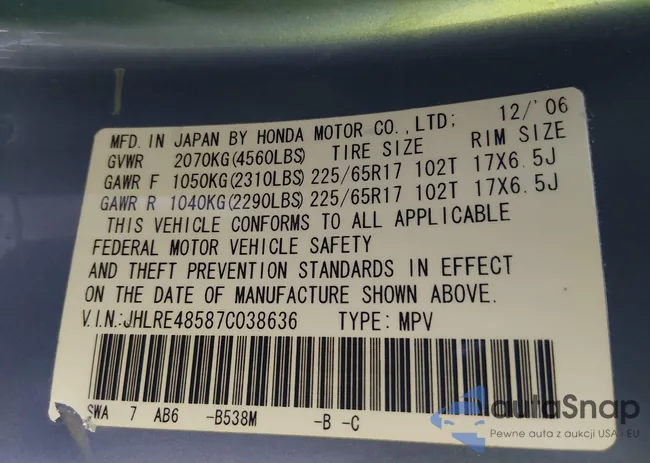 MFD. IN JAPAN BY HONDA MOTOR CO.,LTD; 12/'06
GVWR 2070KG(4560LBS) TIRE SIZE RIM SIZE
GAWR F 1050KG(2310LBS) 225/65R17 102T 17X6.5J
GAWR R 1040KG(2290LBS) 225/65R17 102T 17X6.5J
THIS VEHICLE CONFORMS TO ALL APPLICABLE
FEDERAL MOTOR VEHICLE SAFETY
AND THEFT PREVENTION STANDARDS IN EFFECT
ON THE DATE OF MANUFACTURE SHOWN ABOVE.
V.I.N.:JHLRE48587C038636 TYPE: MPV
SWA 7 AB6 -B538M -B -C
autaSnap
Pewne auta z aukcji USA - EU